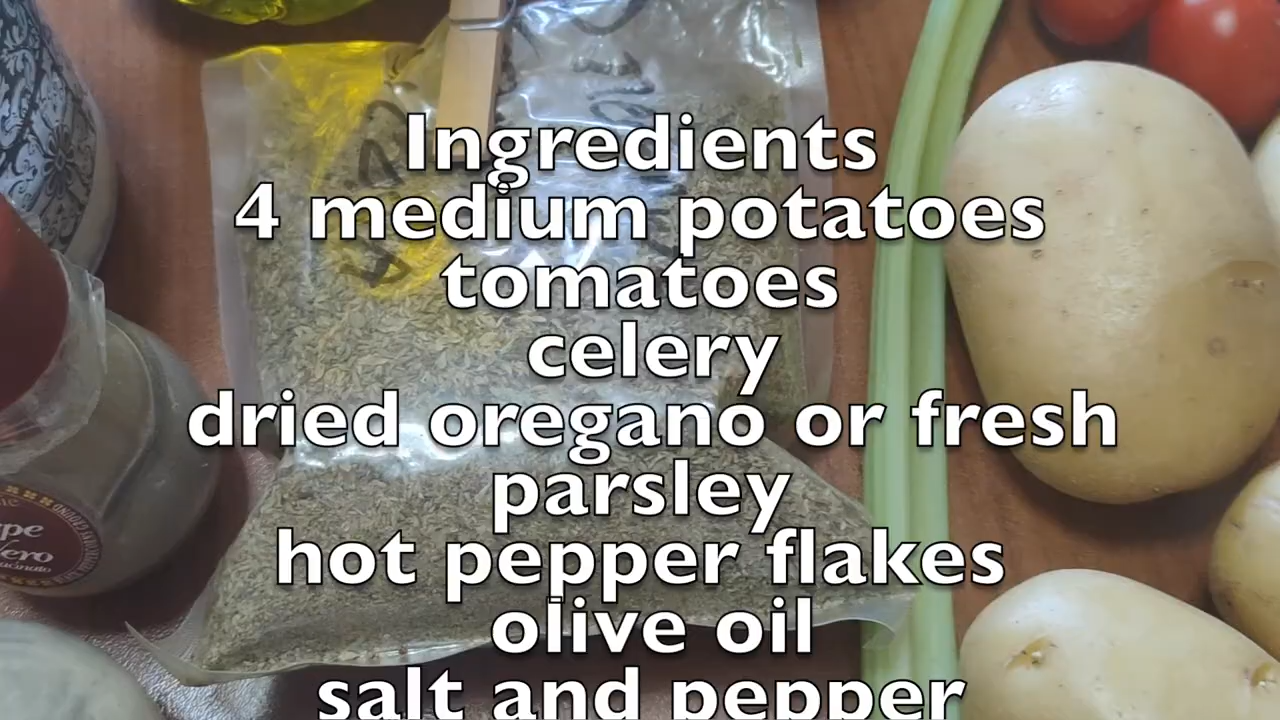 Ingredients
4 medium potatoes
tomatoes
celery
dried oregano or fresh
parsley
hot pepper flakes
olive oil
salt and pepper